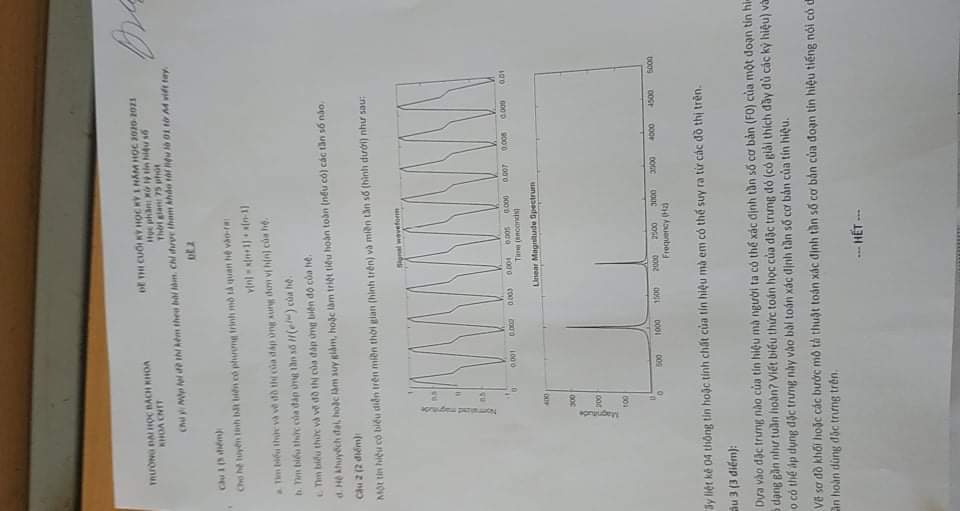 TRƯỜNG ĐẠI HỌC BÁCH KHOA
KHOA CNTT
ĐỀ THI CUỐI KỲ HỌC KỲ 1 NĂM HỌC 2020-2021
Học phần: Xử lý tín hiệu số
Thời gian: 75 phút
Chú ý: Nộp lại đề thi kèm theo bài làm. Chỉ được tham khảo tài liệu là 01 tờ A4 viết tay.
Câu 1 (5 điểm):
Cho hệ tuyến tính bất biến có phương trình mô tả quan hệ vào-ra:
y[n] = x[n+1] + x[n-1]
a. Tìm biểu thức và vẽ đồ thị của đáp ứng xung đơn vị h[n] của hệ.
b. Tìm biểu thức của đáp ứng tần số H(e^jω) của hệ.
c. Tìm biểu thức và vẽ đồ thị của đáp ứng biên độ của hệ.
d. Hệ khuyếch đại, hoặc làm suy giảm, hoặc làm triệt tiêu hoàn toàn (nếu có) các tần số nào.
Câu 2 (2 điểm):
Một tín hiệu có biểu diễn trên miền thời gian (hình trên) và miền tần số (hình dưới) như sau:
Signal waveform
Normalized magnitude
1
0.5
0
0.5
-1
0 0.001 0.002 0.003 0.004 0.005 0.006 0.007 0.008 0.009 0.01
Time (seconds)
Linear Magnitude Spectrum
Magnitude
400
300
200
100
0
0 500 1000 1500 2000 2500 3000 3500 4000 4500 5000
Frequency (Hz)
ãy liệt kê 04 thông tin hoặc tính chất của tín hiệu mà em có thể suy ra từ các đồ thị trên.
âu 3 (3 điểm):
Dựa vào đặc trưng nào của tín hiệu mà người ta có thể xác định tần số cơ bản (F0) của một đoạn tín hi
dạng gần như tuần hoàn? Viết biểu thức toán học của đặc trưng đó (có giải thích đầy đủ các ký hiệu) và
o có thể áp dụng đặc trưng này vào bài toán xác định tần số cơ bản của tín hiệu.
Vẽ sơ đồ khối hoặc các bước mô tả thuật toán xác định tần số cơ bản của đoạn tín hiệu tiếng nói có d
ần hoàn dùng đặc trưng trên.
--- HẾT ---